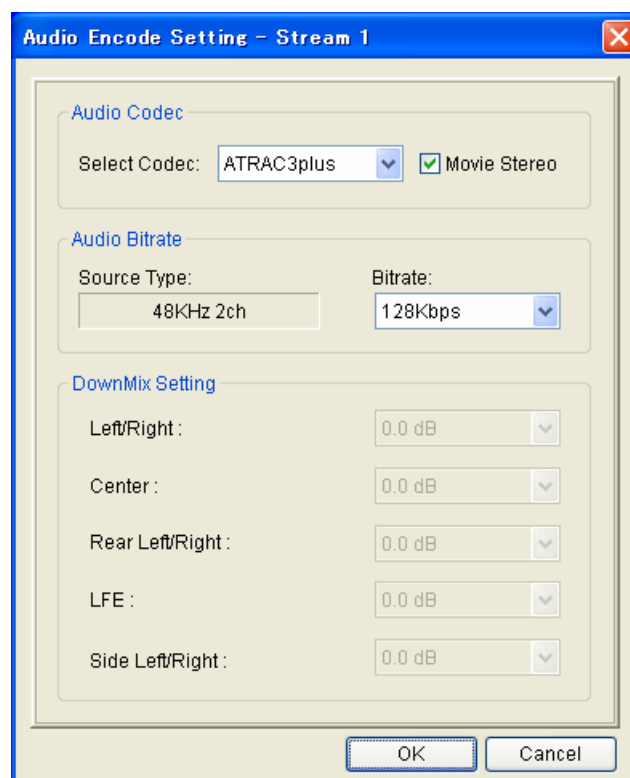 Audio Encode Setting - Stream 1
Audio Codec
Select Codec: ATRAC3plus Movie Stereo
Audio Bitrate
Source Type: Bitrate:
48KHz 2ch 128Kbps
DownMix Setting
Left/Right : 0.0 dB
Center : 0.0 dB
Rear Left/Right : 0.0 dB
LFE : 0.0 dB
Side Left/Right : 0.0 dB
OK Cancel